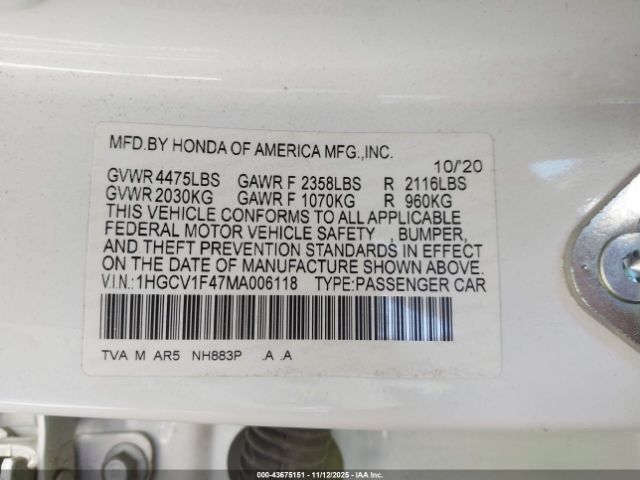 MFD.BY HONDA OF AMERICA MFG.,INC.
10/'20
GVWR 4475LBS GAWR F 2358LBS R 2116LBS
GVWR 2030KG GAWR F 1070KG R 960KG
THIS VEHICLE CONFORMS TO ALL APPLICABLE
FEDERAL MOTOR VEHICLE SAFETY , BUMPER,
AND THEFT PREVENTION STANDARDS IN EFFECT
ON THE DATE OF MANUFACTURE SHOWN ABOVE.
V.I.N.:1HGCV1F47MA006118 TYPE:PASSENGER CAR
TVA M AR5 NH883P .A .A
000-43675151 - 11/12/2025 - IAA Inc.